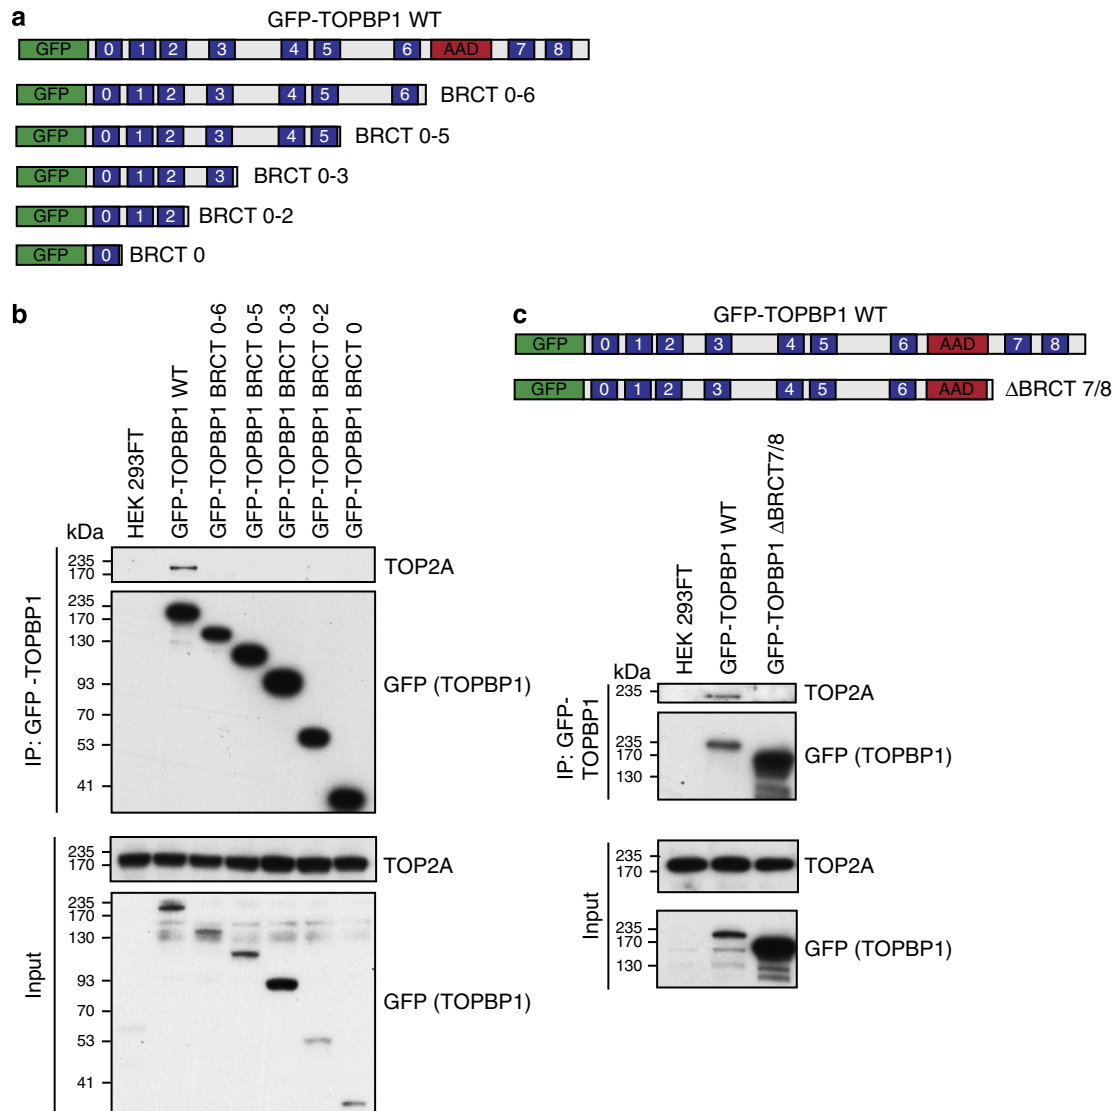 a
GFP-TOPBP1 WT
GFP 0 1 2 3 4 5 6 AAD 7 8
GFP 0 1 2 3 4 5 6 BRCT 0-6
GFP 0 1 2 3 4 5 BRCT 0-5
GFP 0 1 2 3 BRCT 0-3
GFP 0 1 2 BRCT 0-2
GFP 0 BRCT 0
b
HEK 293FT
GFP-TOPBP1 WT
GFP-TOPBP1 BRCT 0-6
GFP-TOPBP1 BRCT 0-5
GFP-TOPBP1 BRCT 0-3
GFP-TOPBP1 BRCT 0-2
GFP-TOPBP1 BRCT 0
kDa
IP: GFP -TOPBP1
235
170
TOP2A
235
170
130
93
70
53
41
GFP (TOPBP1)
Input
235
170
TOP2A
235
170
130
93
70
53
41
GFP (TOPBP1)
c
GFP-TOPBP1 WT
GFP 0 1 2 3 4 5 6 AAD 7 8
GFP 0 1 2 3 4 5 6 AAD ΔBRCT 7/8
HEK 293FT
GFP-TOPBP1 WT
GFP-TOPBP1 ΔBRCT7/8
kDa
IP: GFP-
TOPBP1
235
TOP2A
235
170
130
GFP (TOPBP1)
Input
235
170
TOP2A
235
170
130
GFP (TOPBP1)